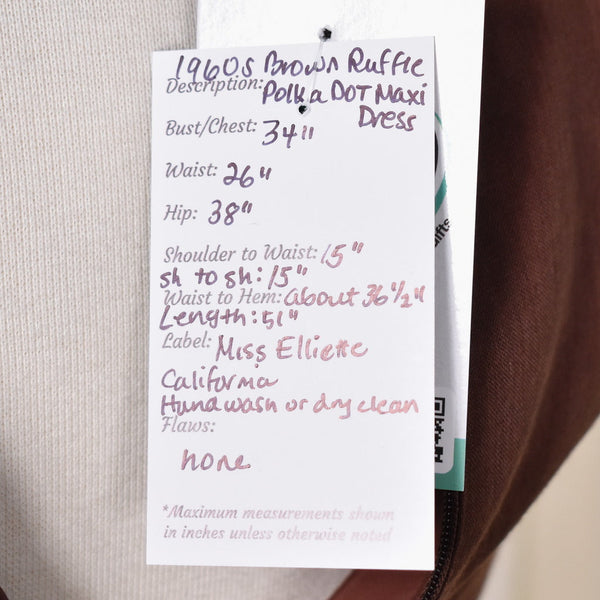 1960s Brown Ruffle
Description: Polka DOT Maxi
Dress
Bust/Chest: 34"
Waist: 26"
Hip: 38"
Shoulder to Waist: 15"
sh to sh: 15"
Waist to Hem: about 36 1/2"
Length: 51"
Label: Miss Elliette
California
Hand wash or dry clean
Flaws:
none
*Maximum measurements shown
in inches unless otherwise noted